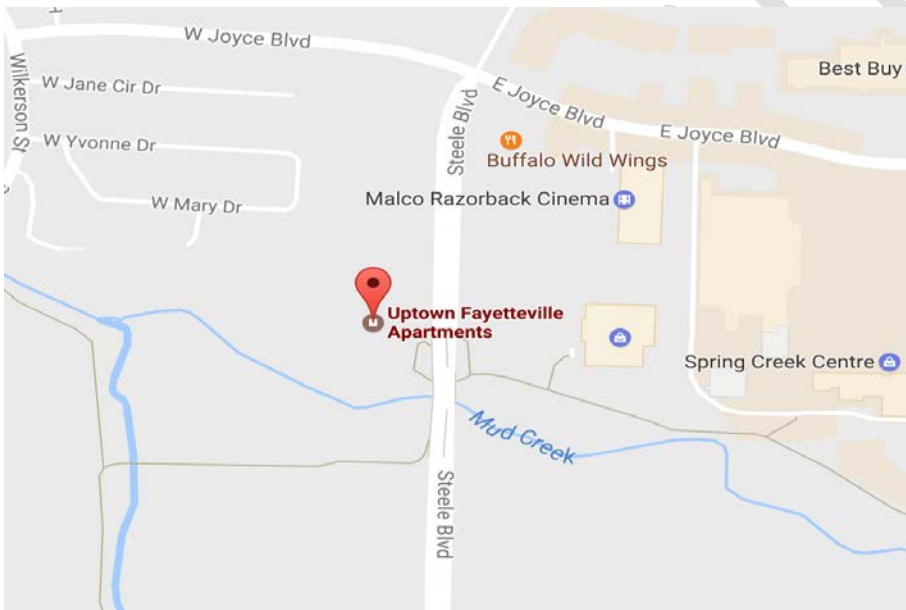 W Joyce Blvd
Wilkerson St
W Jane Cir Dr
Steele Blvd
E Joyce Blvd
Best Buy
E Joyce Blvd
W Yvonne Dr
Buffalo Wild Wings
W Mary Dr
Malco Razorback Cinema
Uptown Fayetteville
Apartments
Spring Creek Centre
Mud Creek
Steele Blvd